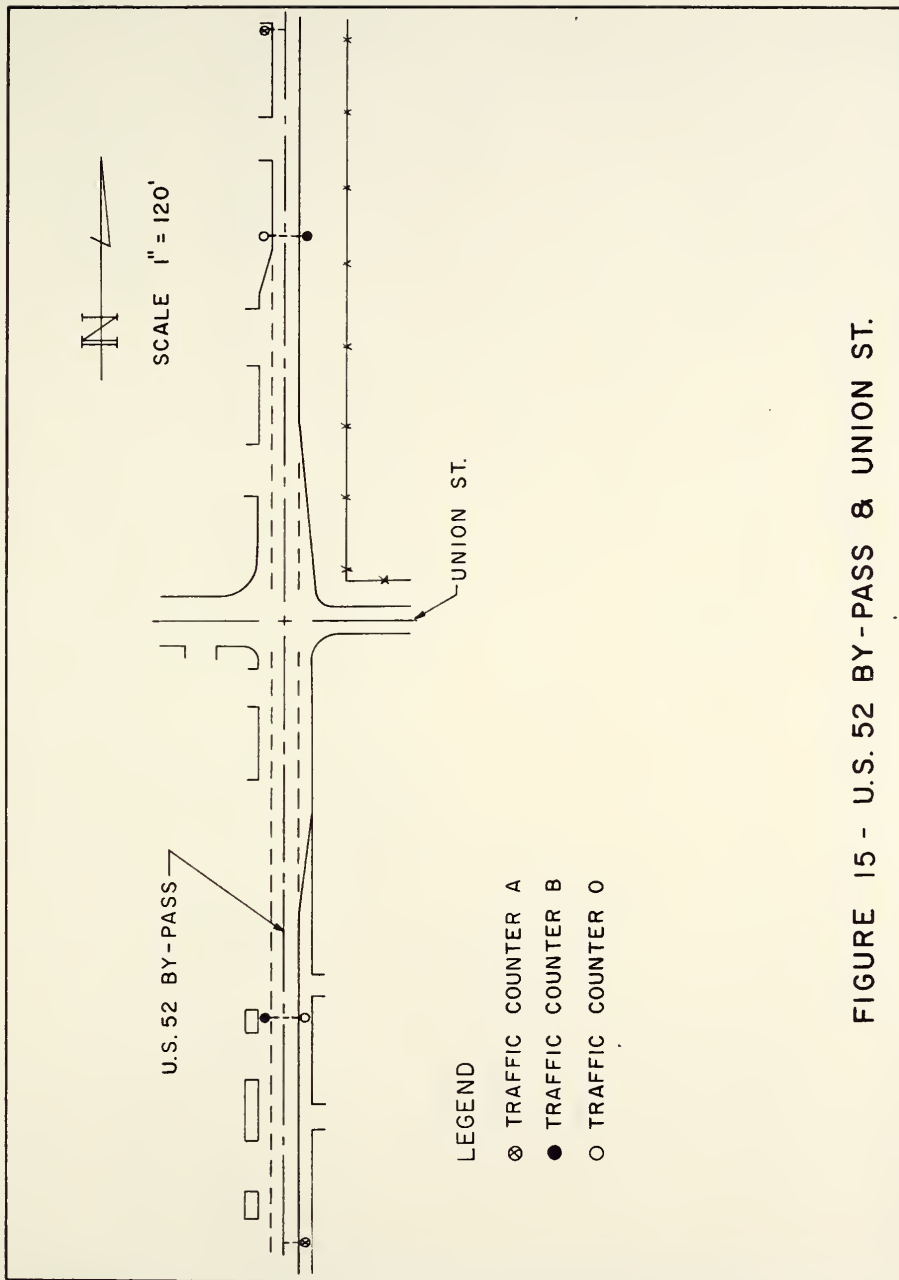 N
SCALE 1" = 120'
U.S. 52 BY-PASS
UNION ST.
LEGEND
TRAFFIC COUNTER A
TRAFFIC COUNTER B
TRAFFIC COUNTER O
FIGURE 15 - U.S. 52 BY-PASS & UNION ST.